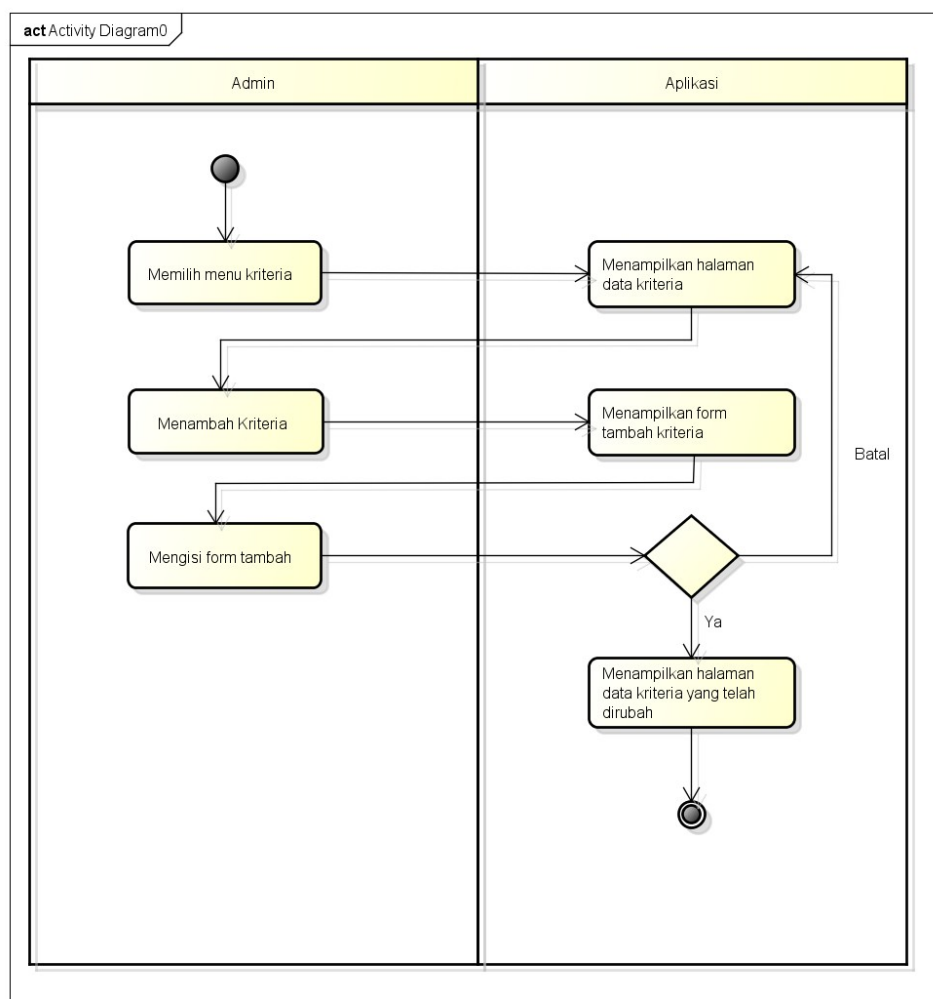 act Activity Diagram0
Admin
Aplikasi
Memilih menu kriteria
Menampilkan halaman
data kriteria
Menambah Kriteria
Menampilkan form
tambah kriteria
Batal
Mengisi form tambah
Ya
Menampilkan halaman
data kriteria yang telah
dirubah